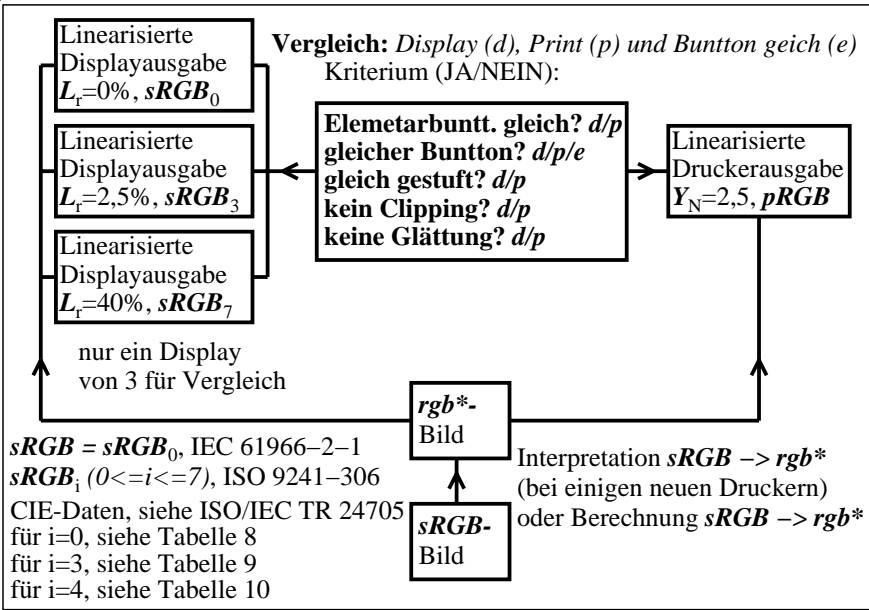 Linearisierte
Displayausgabe
Lr=0%, sRGB0
Linearisierte
Displayausgabe
Lr=2,5%, sRGB3
Linearisierte
Displayausgabe
Lr=40%, sRGB7
nur ein Display
von 3 für Vergleich
Vergleich: Display (d), Print (p) und Buntton geich (e)
Kriterium (JA/NEIN):
Elemetarbuntt. gleich? d/p
gleicher Buntton? d/p/e
gleich gestuft? d/p
kein Clipping? d/p
keine Glättung? d/p
Linearisierte
Druckerausgabe
YN=2,5, pRGB
rgb*-
Bild
sRGB = sRGB0, IEC 61966−2−1
sRGBi (0<=i<=7), ISO 9241−306
CIE-Daten, siehe ISO/IEC TR 24705
für i=0, siehe Tabelle 8
für i=3, siehe Tabelle 9
für i=4, siehe Tabelle 10
sRGB-
Bild
Interpretation sRGB −> rgb*
(bei einigen neuen Druckern)
oder Berechnung sRGB −> rgb*